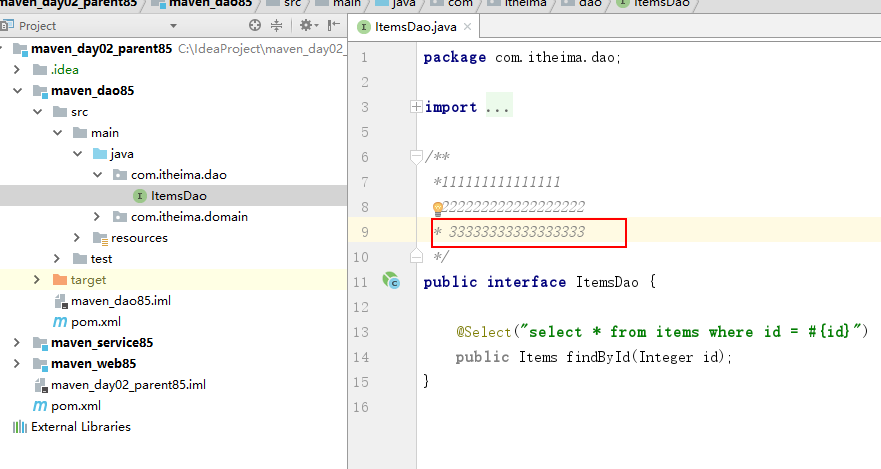 maven_day02_parent85 maven_dao85 src main java com itheima dao ItemsDao
Project
maven_day02_parent85 C:\IdeaProject\maven_day02_
.idea
maven_dao85
src
main
java
com.itheima.dao
ItemsDao
com.itheima.domain
resources
test
target
maven_dao85.iml
pom.xml
maven_service85
maven_web85
maven_day02_parent85.iml
pom.xml
External Libraries
ItemsDao.java
1 package com.itheima.dao;
2
3 import ...
5
6 /**
7 *1111111111111111
8 222222222222222222
9 * 33333333333333333
10 */
11 public interface ItemsDao {
12
13 @Select("select * from items where id = #{id}")
14 public Items findById(Integer id);
15 }
16